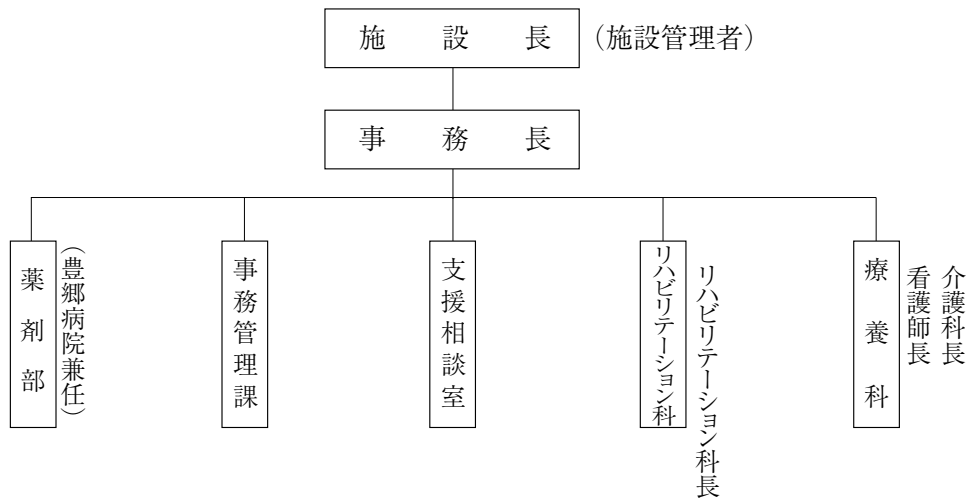 施設長
（施設管理者）
事務長
薬剤部
（豊郷病院兼任）
事務管理課
支援相談室
リハビリテーション科
リハビリテーション科長
療養科
看護師長
介護科長